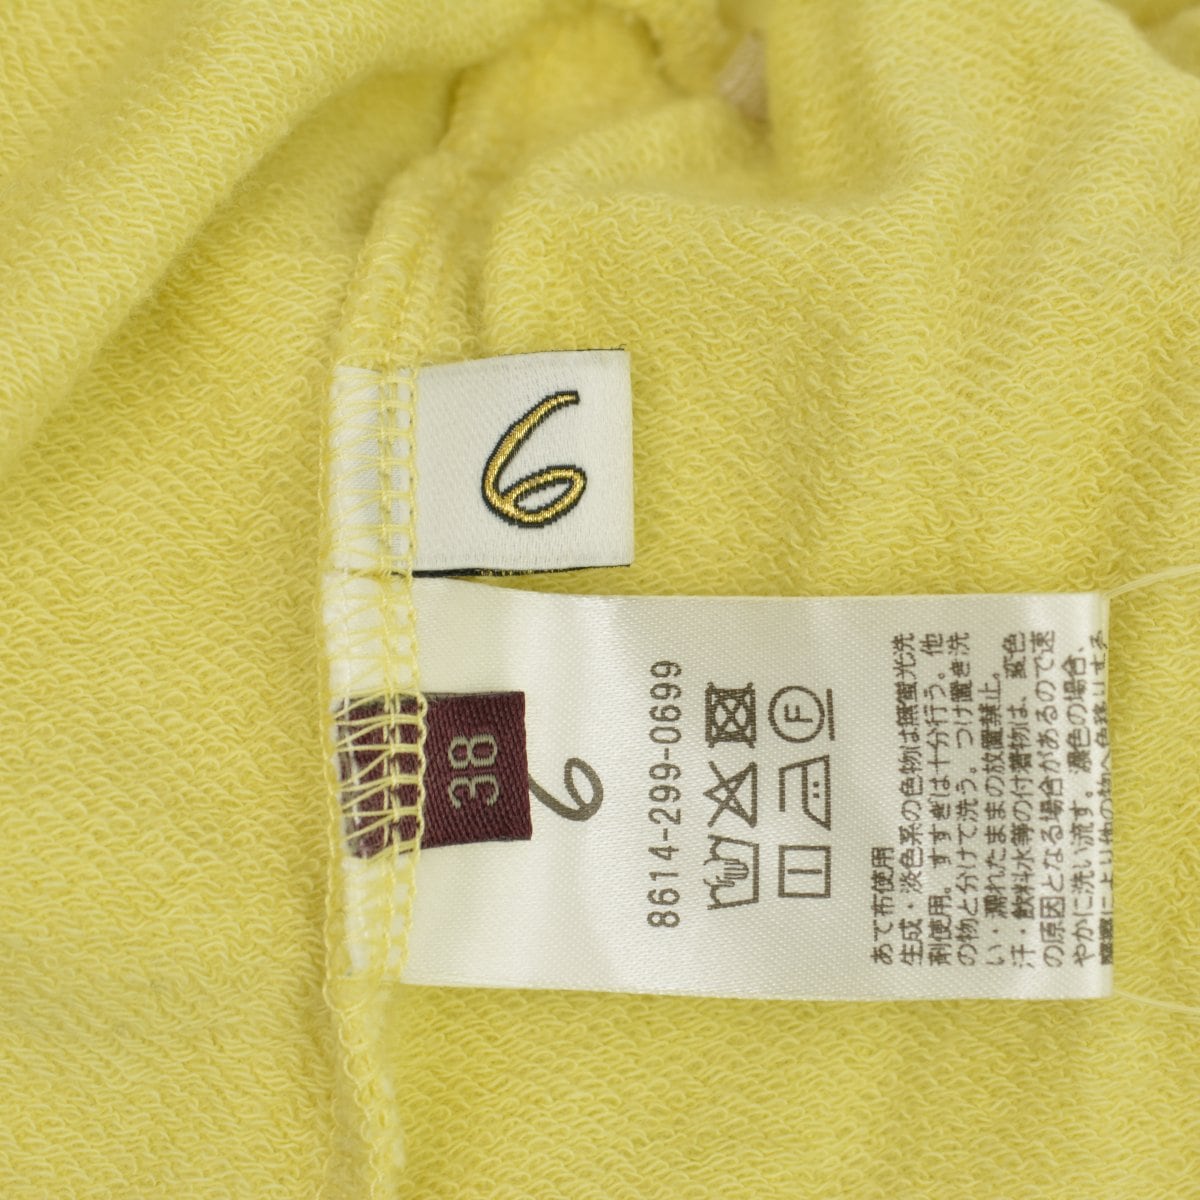 6
38
6
8614-299-0699
F
あて布使用
生成・淡色系の色物は無蛍光洗
剤使用。すすぎは十分行う。他
の物と分けて洗う。つけ置き洗
い・濡れたままの放置禁止。
汗・飲料水等の付着物は、変色
の原因となる場合があるので速
やかに洗い流す。濃色の場合、